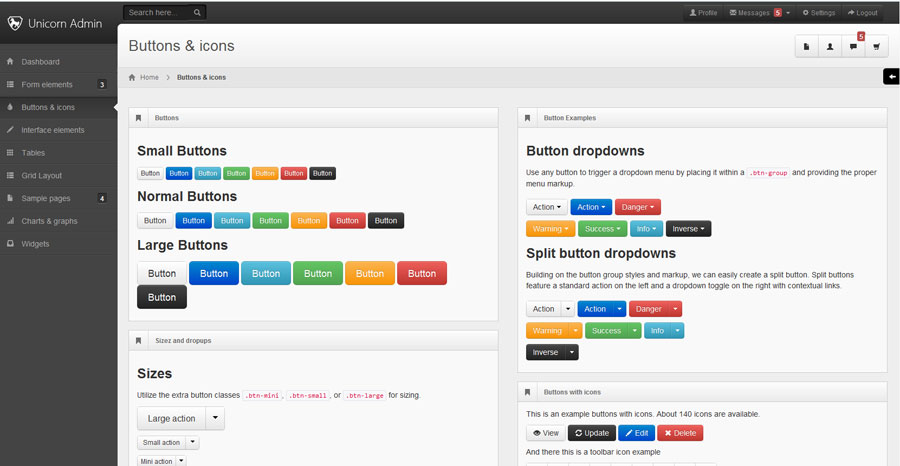 Unicorn Admin
Search here...
Profile
Messages 5
Settings
Logout
Dashboard
Form elements 3
Buttons & icons
Interface elements
Tables
Grid Layout
Sample pages 4
Charts & graphs
Widgets
Buttons & icons
5
Home > Buttons & icons
Buttons
Small Buttons
Button Button Button Button Button Button Button
Normal Buttons
Button Button Button Button Button Button Button
Large Buttons
Button Button Button Button Button Button
Button
Sizez and dropups
Sizes
Utilize the extra button classes .btn-mini, .btn-small, or .btn-large for sizing.
Large action
Small action
Mini action
Button Examples
Button dropdowns
Use any button to trigger a dropdown menu by placing it within a .btn-group and providing the proper
menu markup.
Action Action Danger
Warning Success Info Inverse
Split button dropdowns
Building on the button group styles and markup, we can easily create a split button. Split buttons
feature a standard action on the left and a dropdown toggle on the right with contextual links.
Action Action Danger
Warning Success Info
Inverse
Buttons with icons
This is an example buttons with icons. About 140 icons are available.
View Update Edit Delete
And there this is a toolbar icon example